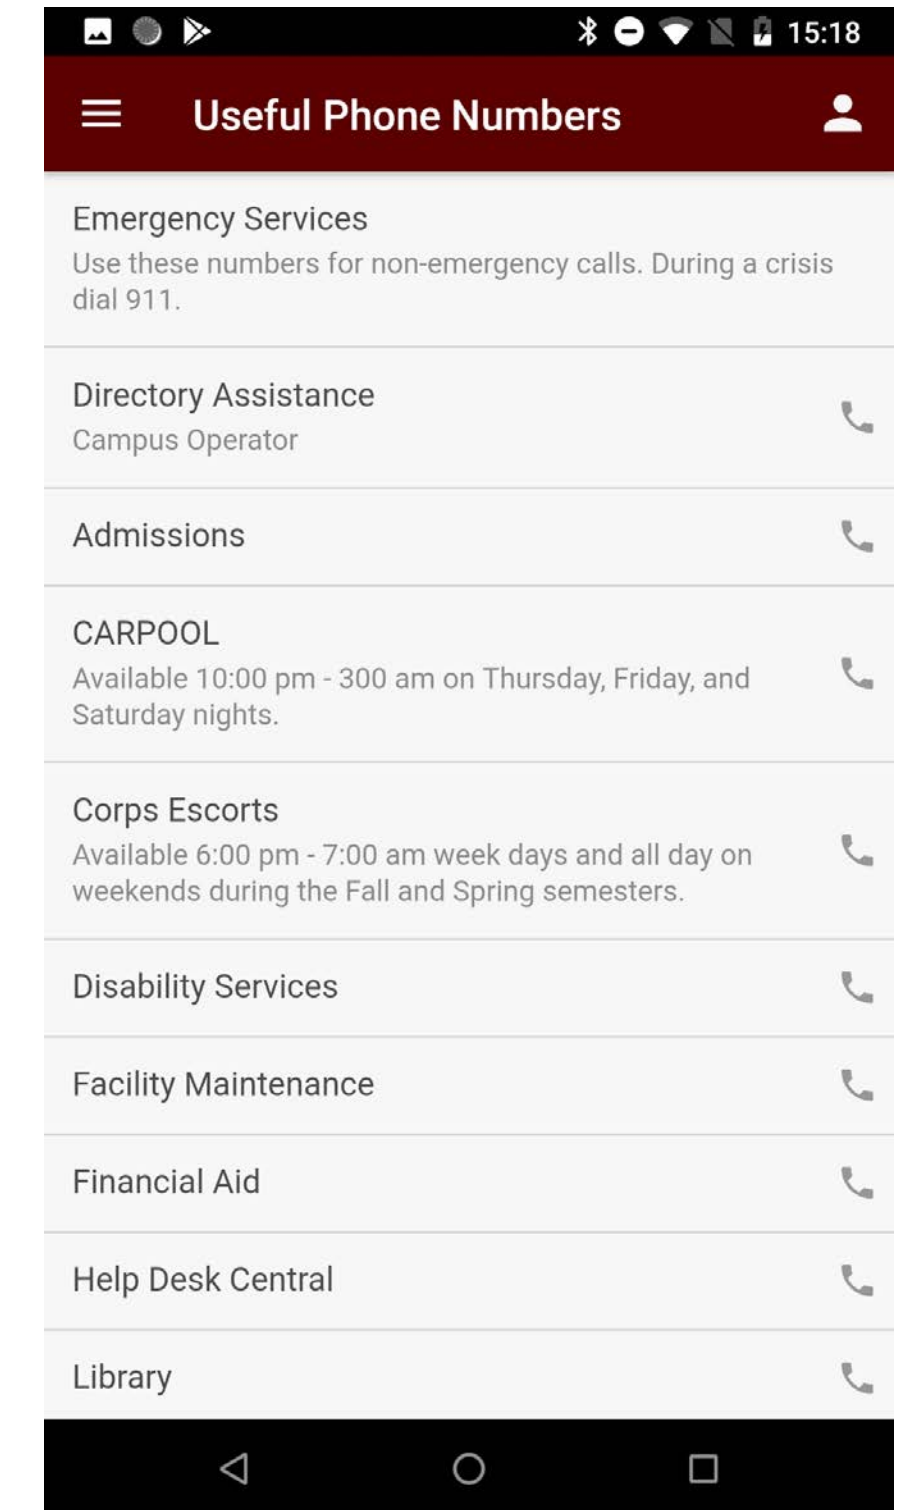 15:18
Useful Phone Numbers
Emergency Services
Use these numbers for non-emergency calls. During a crisis
dial 911.
Directory Assistance
Campus Operator
Admissions
CARPOOL
Available 10:00 pm - 300 am on Thursday, Friday, and
Saturday nights.
Corps Escorts
Available 6:00 pm - 7:00 am week days and all day on
weekends during the Fall and Spring semesters.
Disability Services
Facility Maintenance
Financial Aid
Help Desk Central
Library